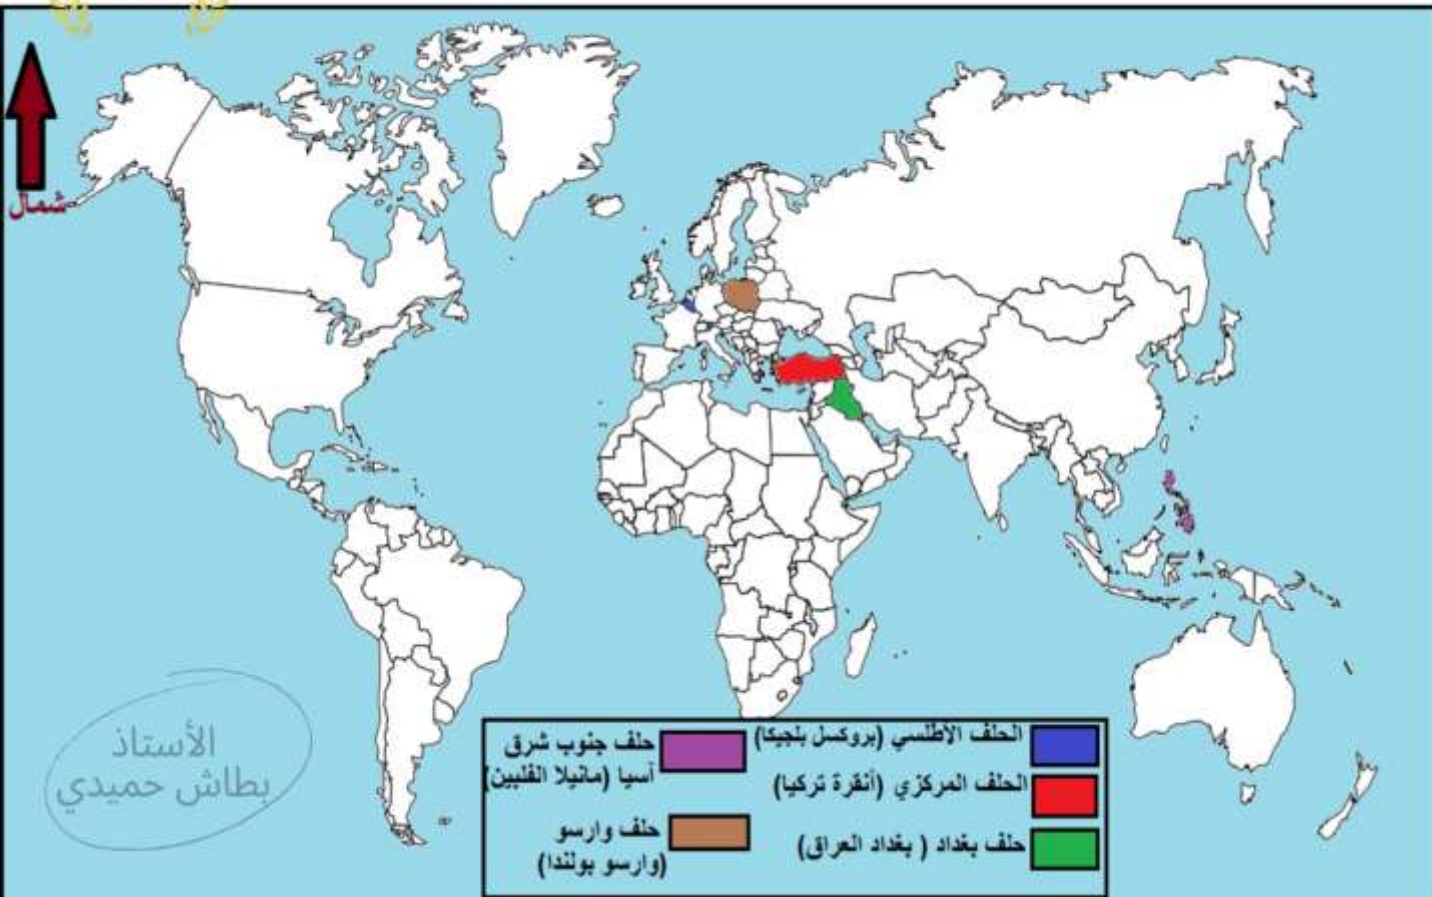 شمال
الحلف الأطلسي (بروكسل بلجيكا)
الحلف المركزي (أنقرة تركيا)
حلف بغداد ( بغداد العراق)
حلف جنوب شرق
آسيا (مانيلا الفلبين)
حلف وارسو
(وارسو بولندا)
الأستاذ
بطاش حميدي